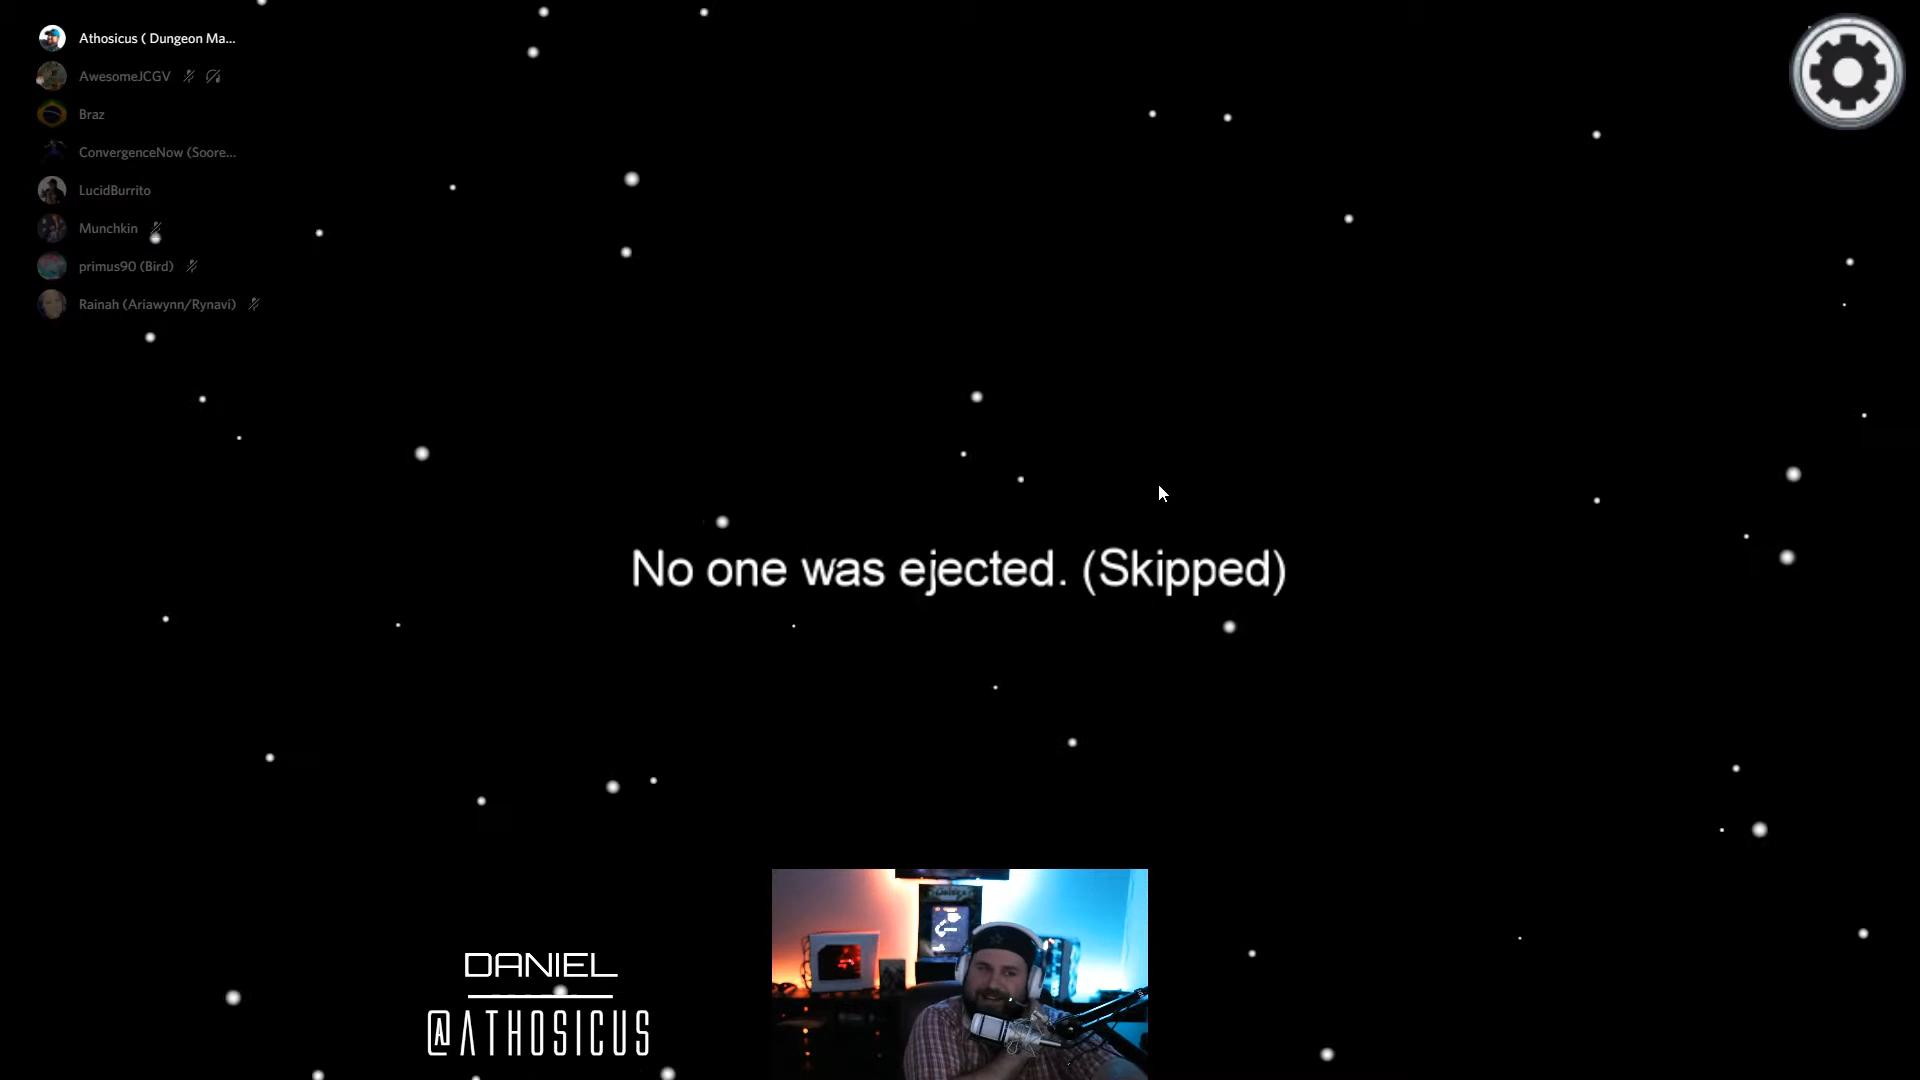 Athosicus ( Dungeon Ma...
AwesomeJCGV
Braz
ConvergenceNow (Soore...
LucidBurrito
Munchkin
primus90 (Bird)
Rainah (Ariawynn/Rynavi)
No one was ejected. (Skipped)
DANIEL
@ATHOSICUS